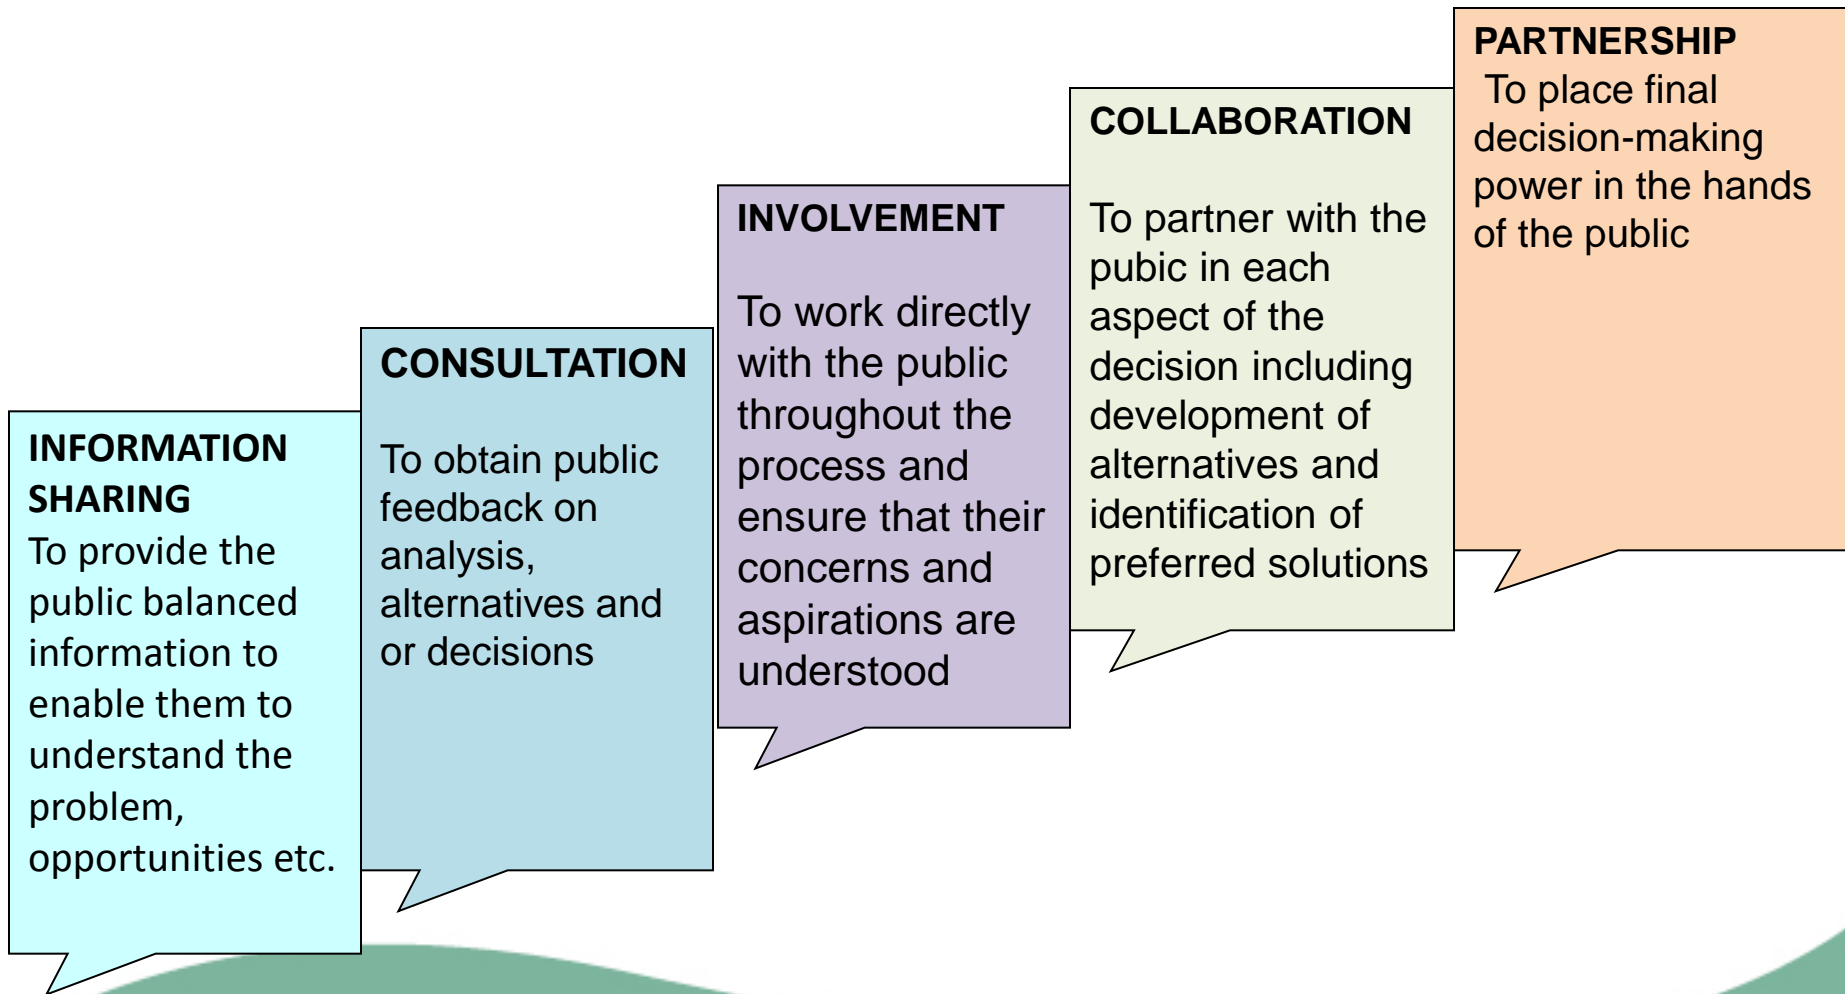 INFORMATION
SHARING
To provide the
public balanced
information to
enable them to
understand the
problem,
opportunities etc.
CONSULTATION
To obtain public
feedback on
analysis,
alternatives and
or decisions
INVOLVEMENT
To work directly
with the public
throughout the
process and
ensure that their
concerns and
aspirations are
understood
COLLABORATION
To partner with the
pubic in each
aspect of the
decision including
development of
alternatives and
identification of
preferred solutions
PARTNERSHIP
To place final
decision-making
power in the hands
of the public